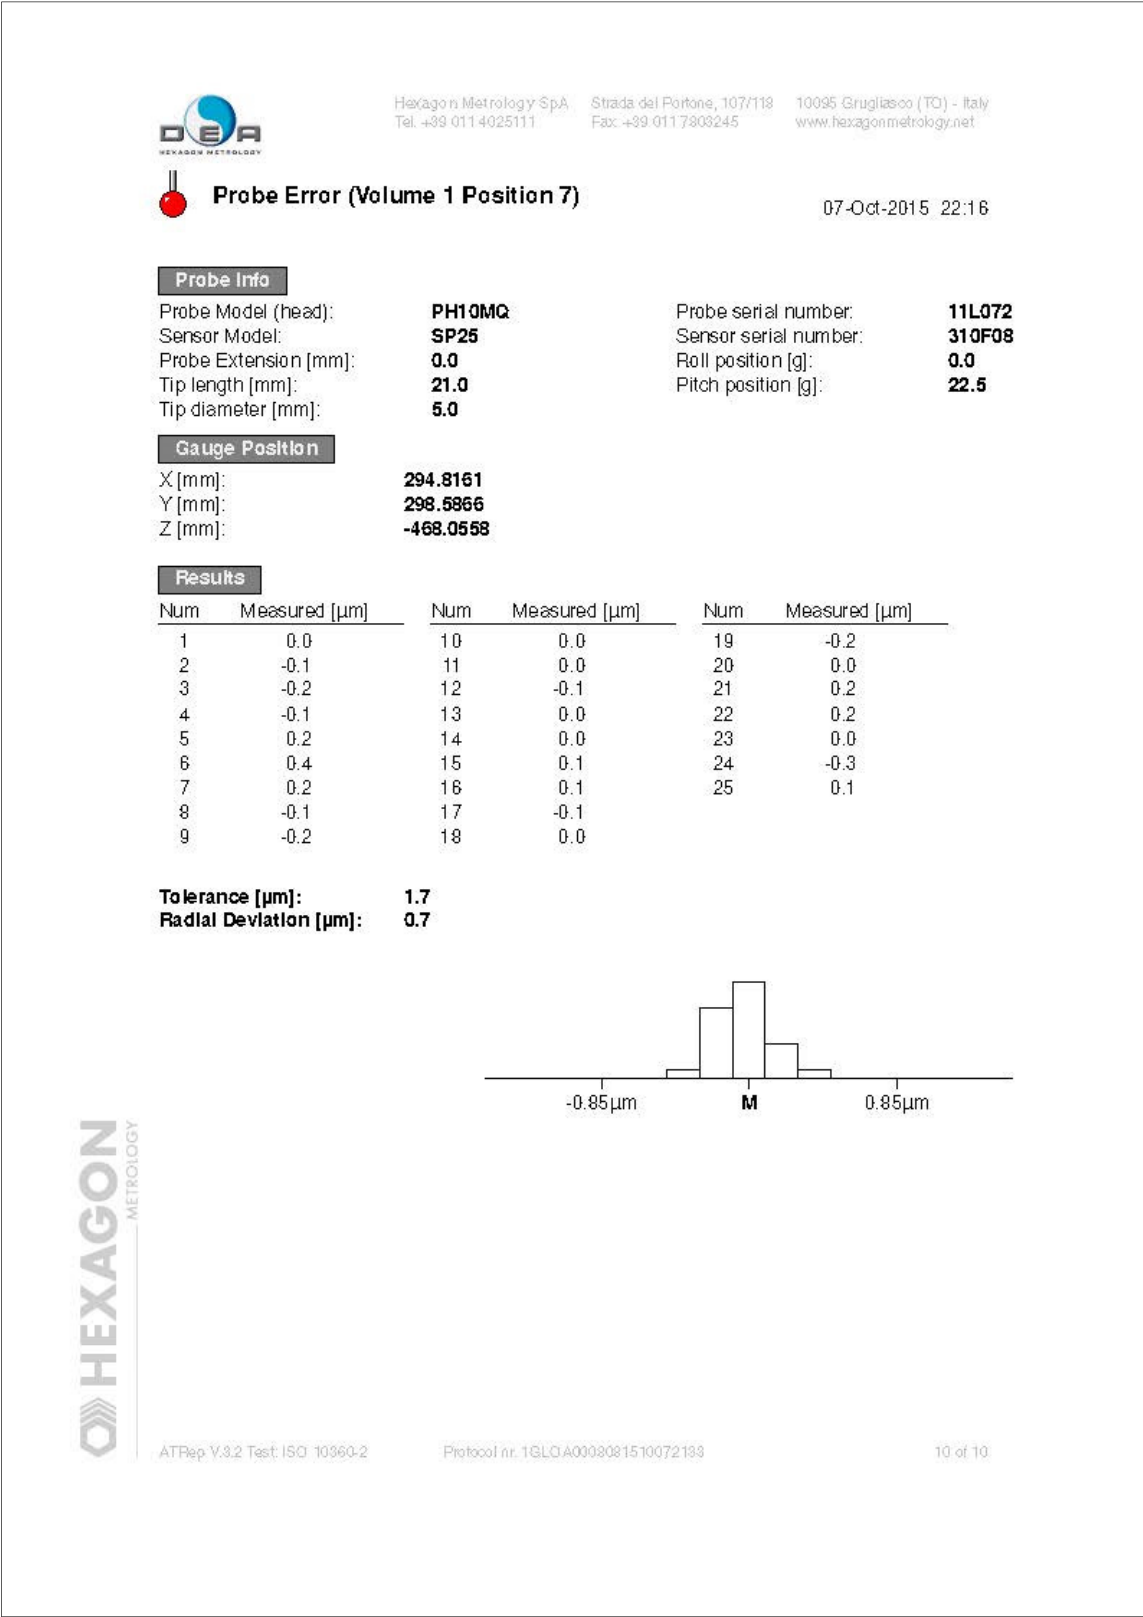 Hexagon Metrology SpA Strada del Portone, 107/118 10095 Grugliasco (TO) - Italy
Tel. +39 011 4025111 Fax: +39 011 7803245 www.hexagonmetrology.net
DEA
HEXAGON METROLOGY
Probe Error (Volume 1 Position 7)
07-Oct-2015 22:16
Probe Info
Probe Model (head): PH10MQ Probe serial number: 11L072
Sensor Model: SP25 Sensor serial number: 310F08
Probe Extension [mm]: 0.0 Roll position [g]: 0.0
Tip length [mm]: 21.0 Pitch position [g]: 22.5
Tip diameter [mm]: 5.0
Gauge Position
X [mm]: 294.8161
Y [mm]: 298.5866
Z [mm]: -468.0558
Results
Num Measured [µm] Num Measured [µm] Num Measured [µm]
1 0.0 10 0.0 19 -0.2
2 -0.1 11 0.0 20 0.0
3 -0.2 12 -0.1 21 0.2
4 -0.1 13 0.0 22 0.2
5 0.2 14 0.0 23 0.0
6 0.4 15 0.1 24 -0.3
7 0.2 16 0.1 25 0.1
8 -0.1 17 -0.1
9 -0.2 18 0.0
Tolerance [µm]: 1.7
Radial Deviation [µm]: 0.7
-0.85µm M 0.85µm
HEXAGON
METROLOGY
ATRep V.3.2 Test: ISO 10360-2 Protocol nr. 1GLOA0008081510072133 10 of 10